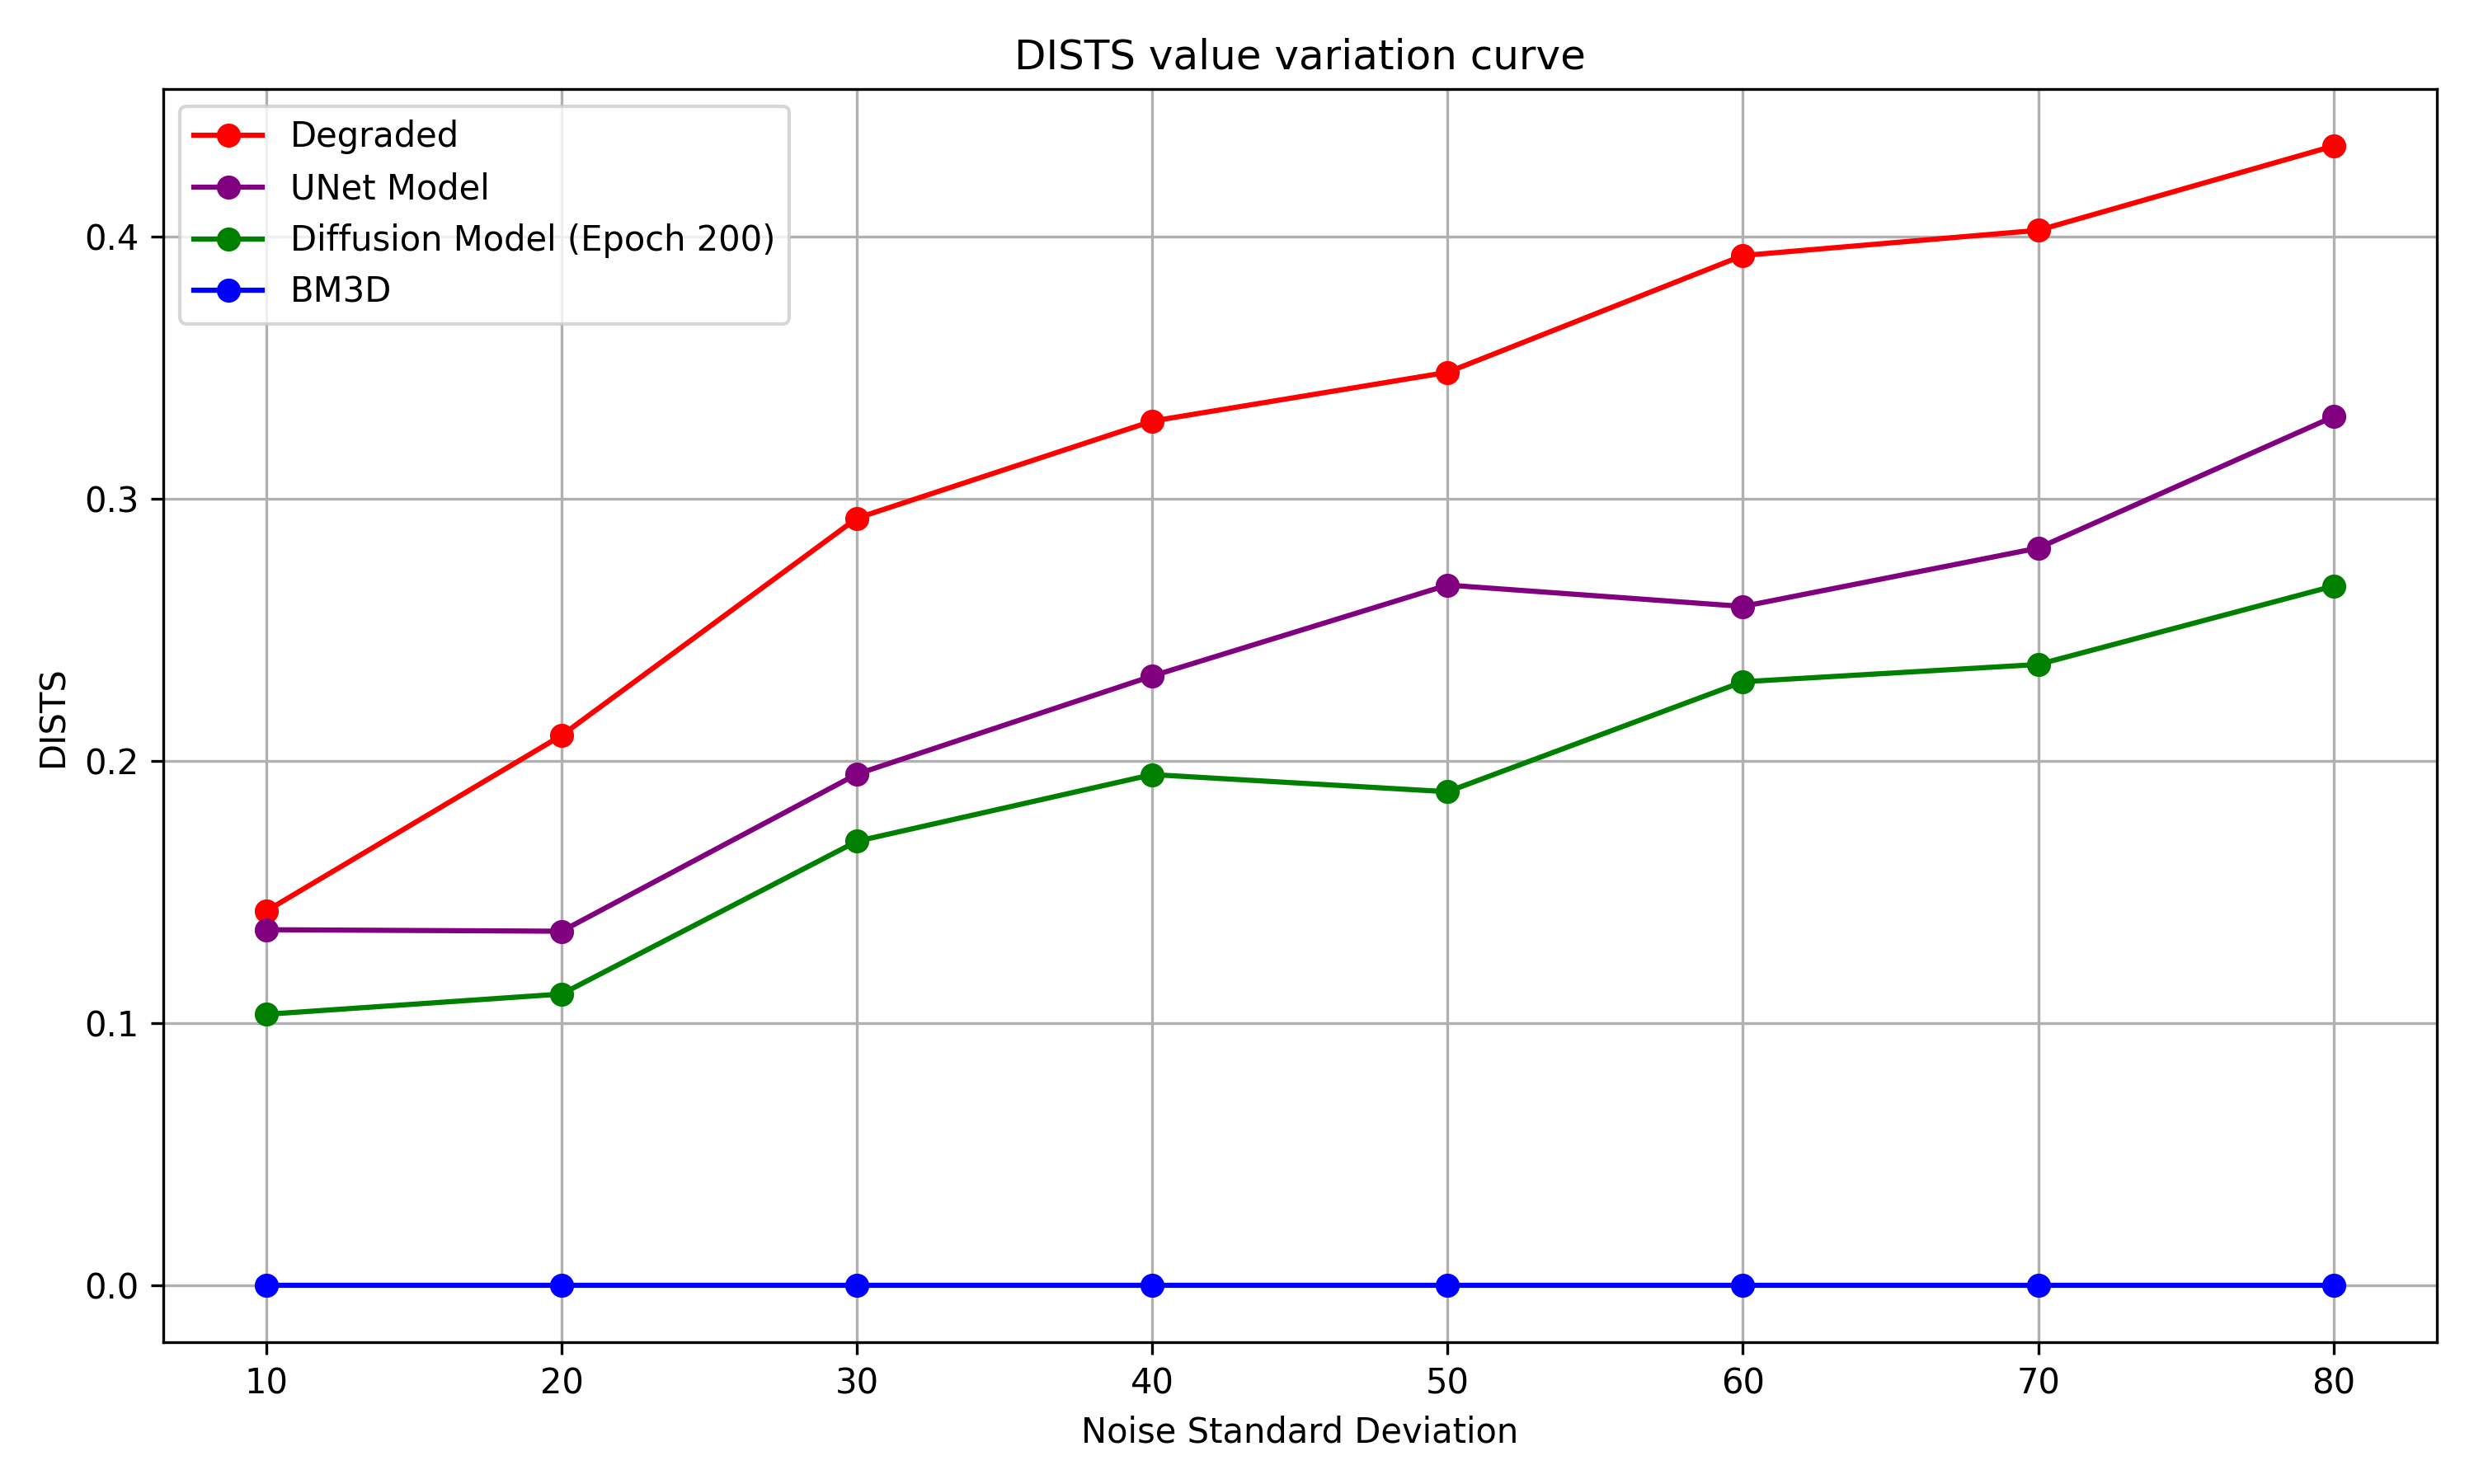 DISTS value variation curve
Degraded
UNet Model
Diffusion Model (Epoch 200)
BM3D
DISTS
0.4
0.3
0.2
0.1
0.0
10 20 30 40 50 60 70 80
Noise Standard Deviation